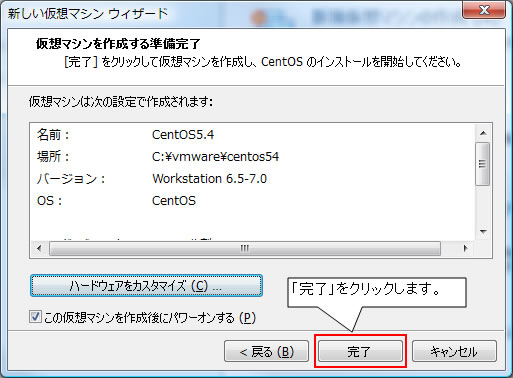 新しい仮想マシン ウィザード
仮想マシンを作成する準備完了
[完了] をクリックして仮想マシンを作成し、CentOS のインストールを開始してください。
仮想マシンは次の設定で作成されます:
名前： CentOS5.4
場所： C:¥vmware¥centos54
バージョン： Workstation 6.5-7.0
OS： CentOS
ハードウェアをカスタマイズ (C) ...
「完了」をクリックします。
この仮想マシンを作成後にパワーオンする (P)
< 戻る (B)
完了
キャンセル